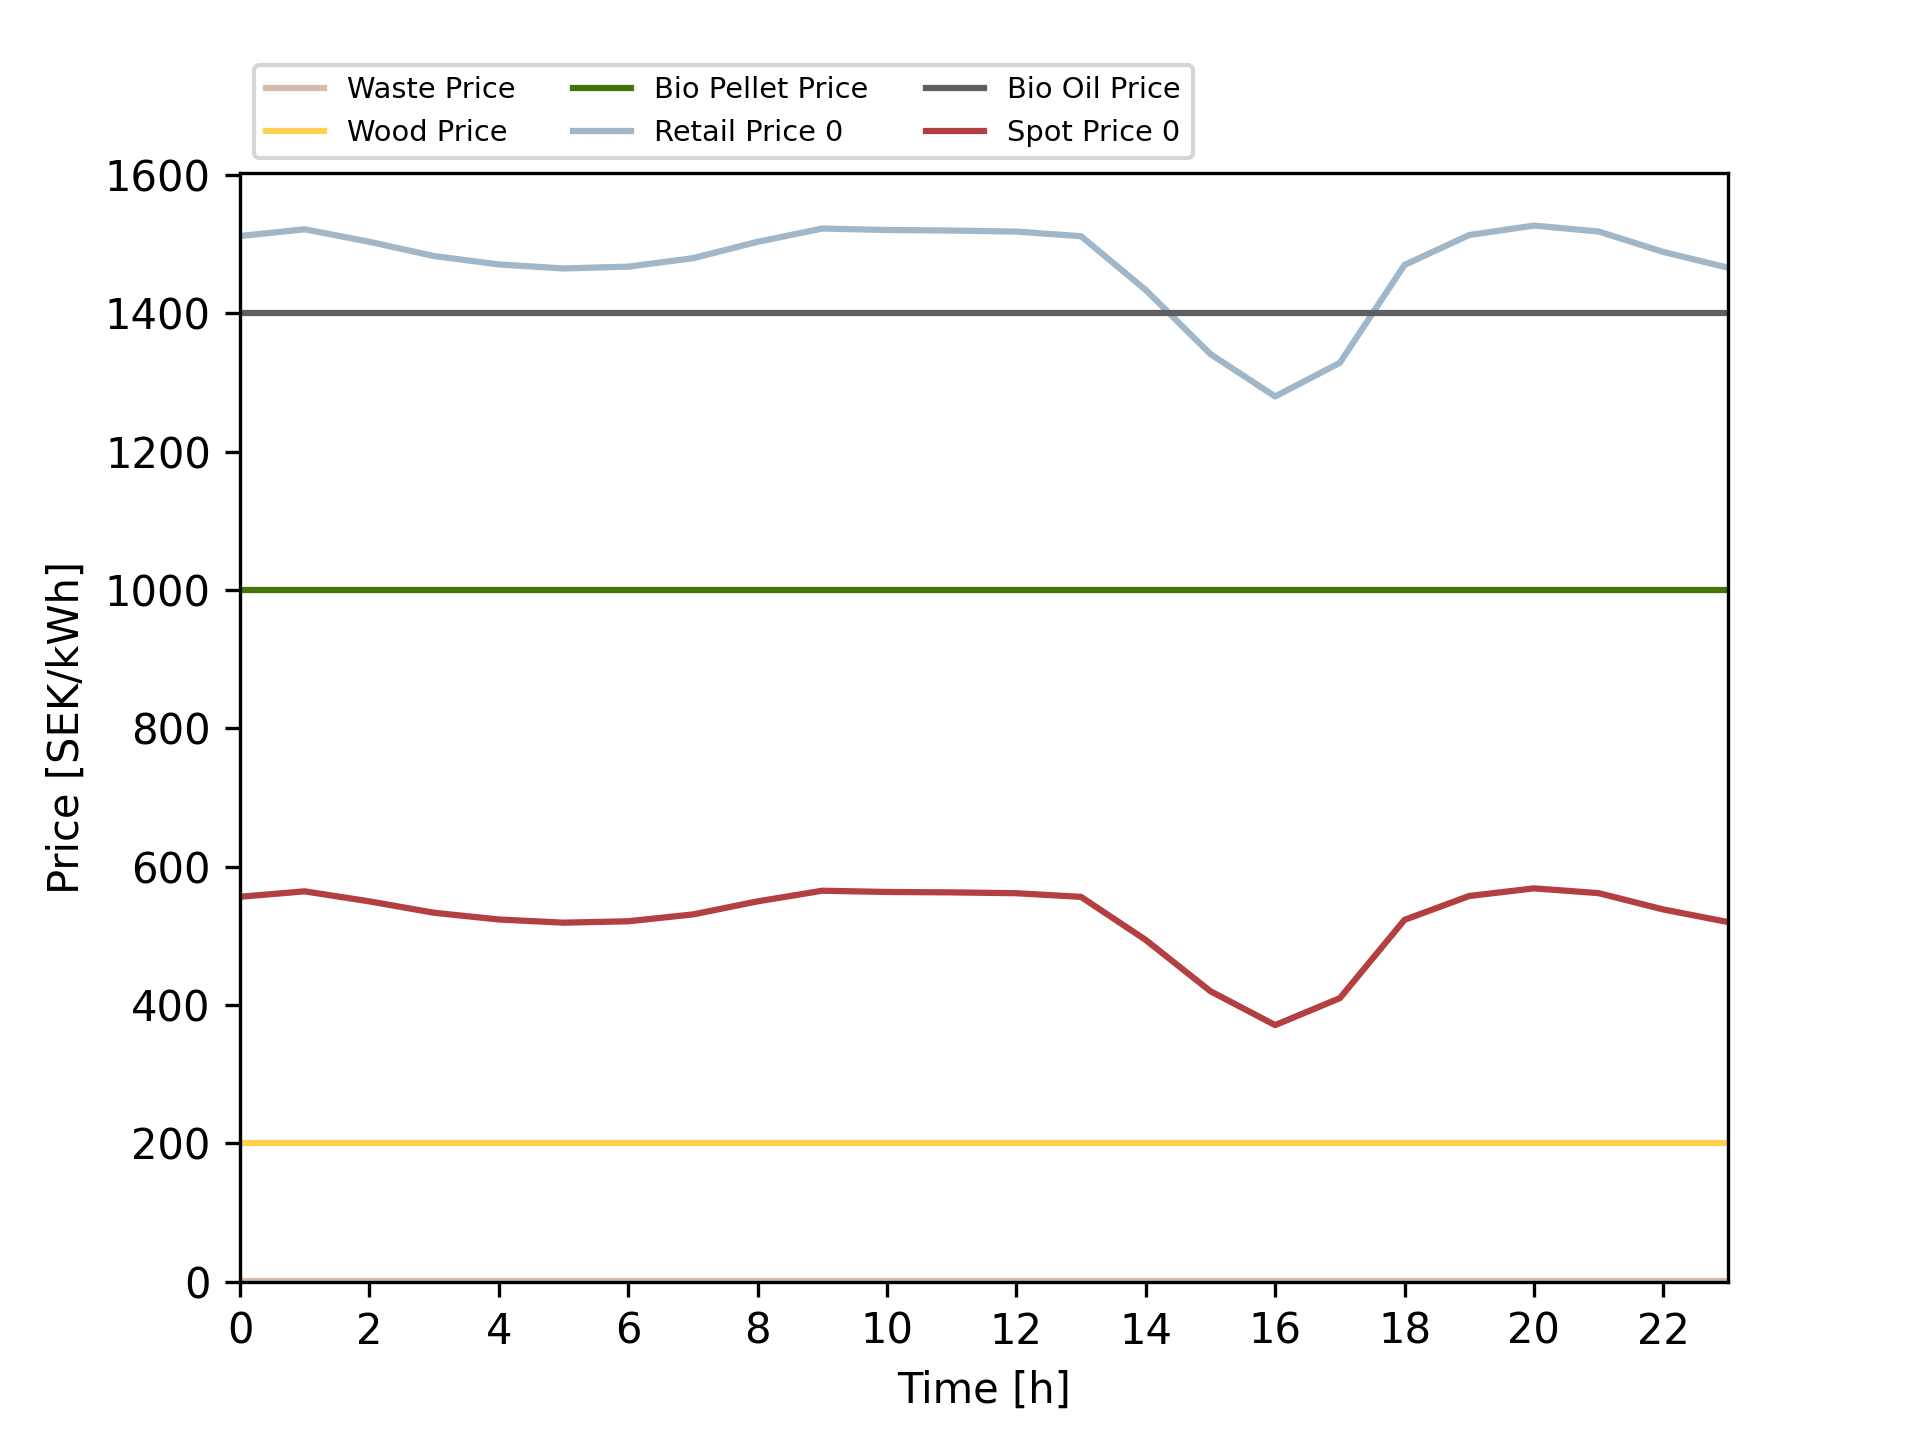 Waste Price Bio Pellet Price Bio Oil Price
Wood Price Retail Price 0 Spot Price 0
1600
1400
1200
1000
800
600
400
200
0
Price [SEK/kWh]
0 2 4 6 8 10 12 14 16 18 20 22
Time [h]